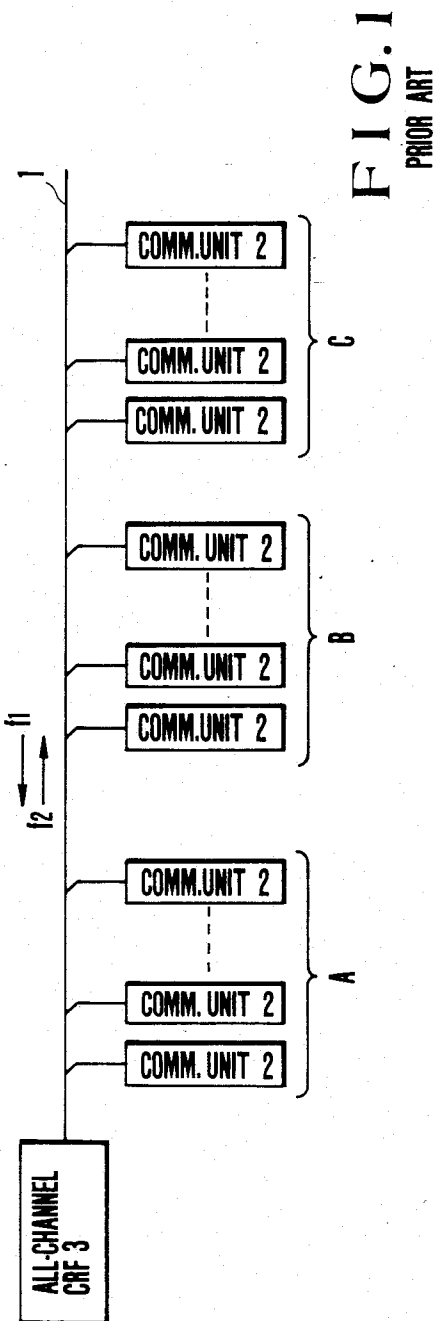 ALL-CHANNEL
CRF 3
f1
f2
1
COMM.UNIT 2
COMM.UNIT 2
COMM.UNIT 2
COMM.UNIT 2
COMM.UNIT 2
COMM.UNIT 2
COMM.UNIT 2
COMM.UNIT 2
COMM.UNIT 2
A
B
C
FIG.1
PRIOR ART